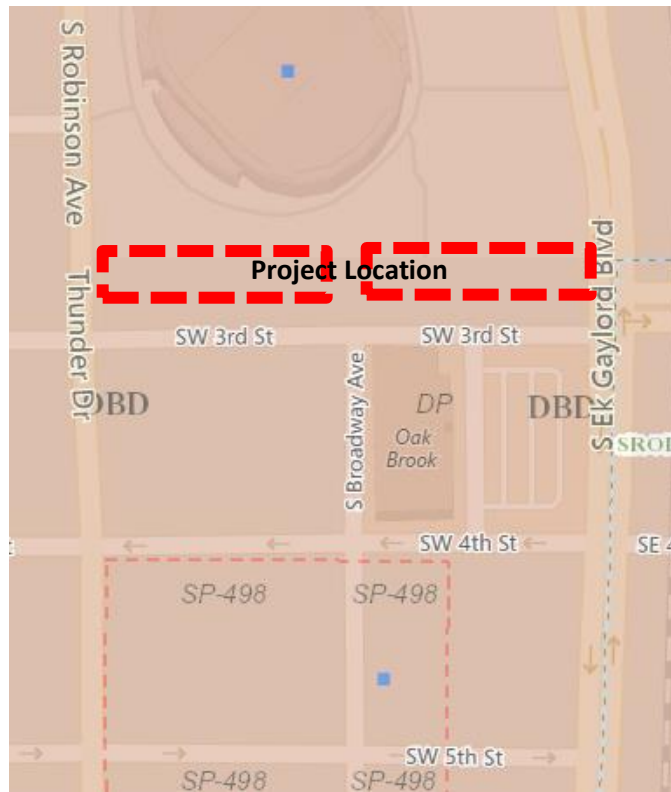 S Robinson Ave
Project Location
S Ek Gaylord Blvd
Thunder Dr
SW 3rd St
SW 3rd St
DBD
S Broadway Ave
DP
DBD
Oak
Brook
SROD
SW 4th St
SE 4
SP-498
SP-498
SW 5th St
SP-498
SP-498